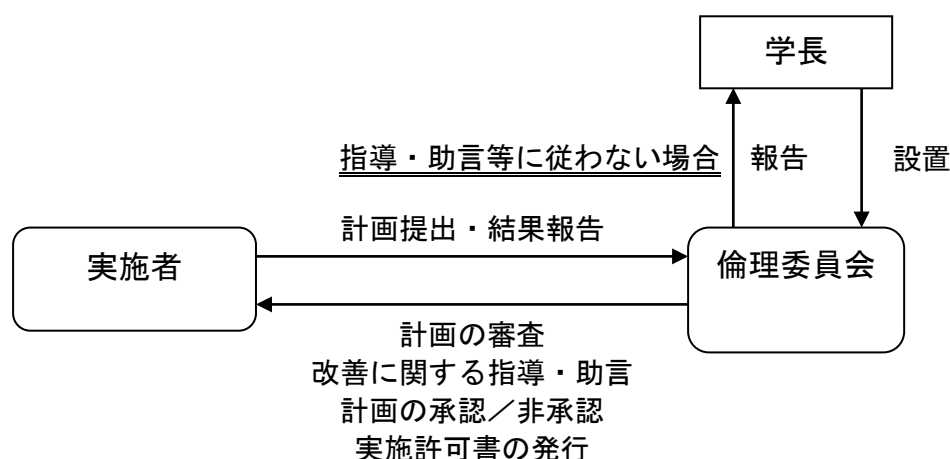 学長
指導・助言等に従わない場合 報告 設置
計画提出・結果報告
実施者 倫理委員会
計画の審査
改善に関する指導・助言
計画の承認／非承認
実施許可書の発行